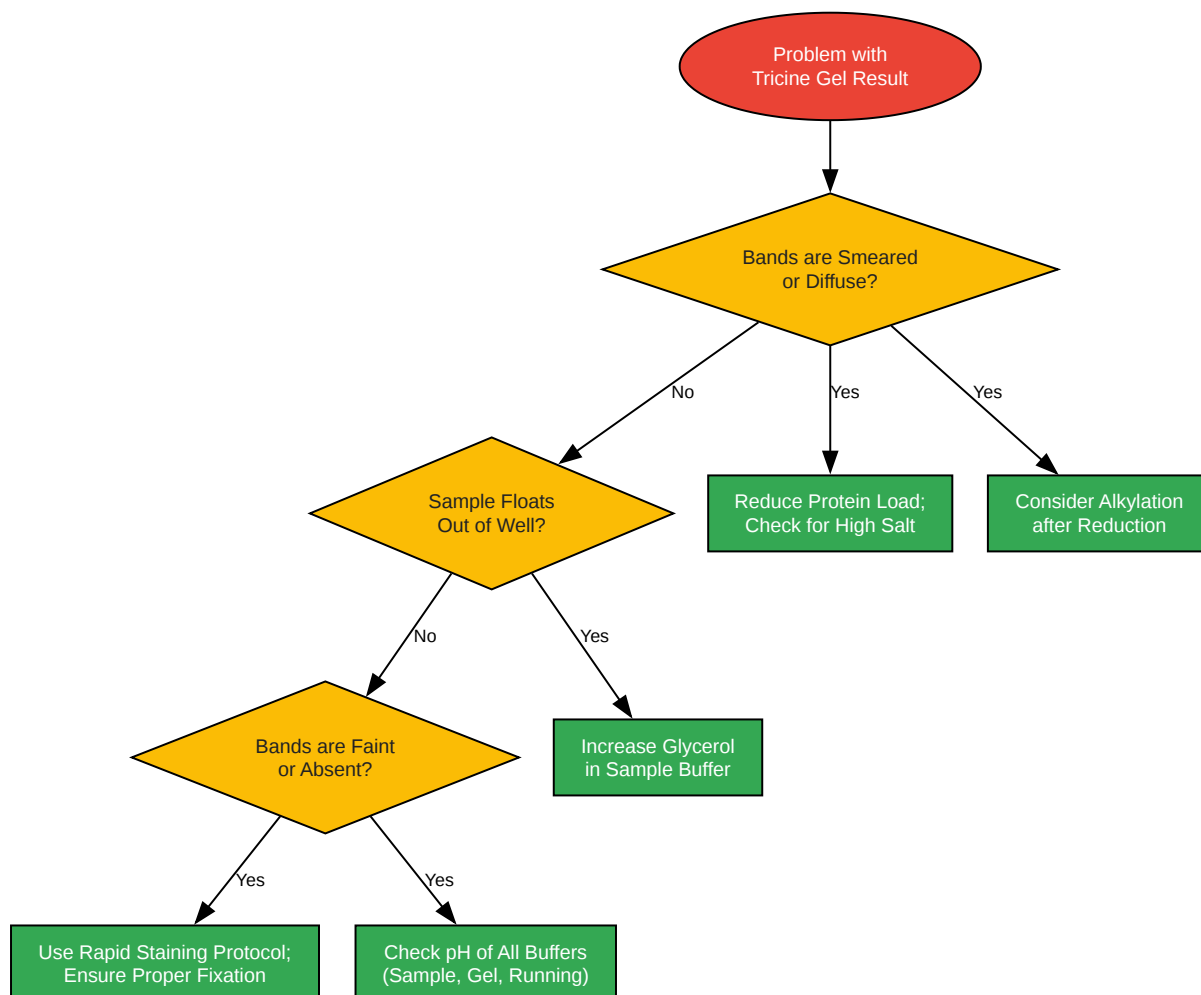 Problem with
Tricine Gel Result
Bands are Smeared
or Diffuse?
No
Yes
Yes
Sample Floats
Out of Well?
Reduce Protein Load;
Check for High Salt
Consider Alkylation
after Reduction
No
Yes
Bands are Faint
or Absent?
Increase Glycerol
in Sample Buffer
Yes
Yes
Use Rapid Staining Protocol;
Ensure Proper Fixation
Check pH of All Buffers
(Sample, Gel, Running)